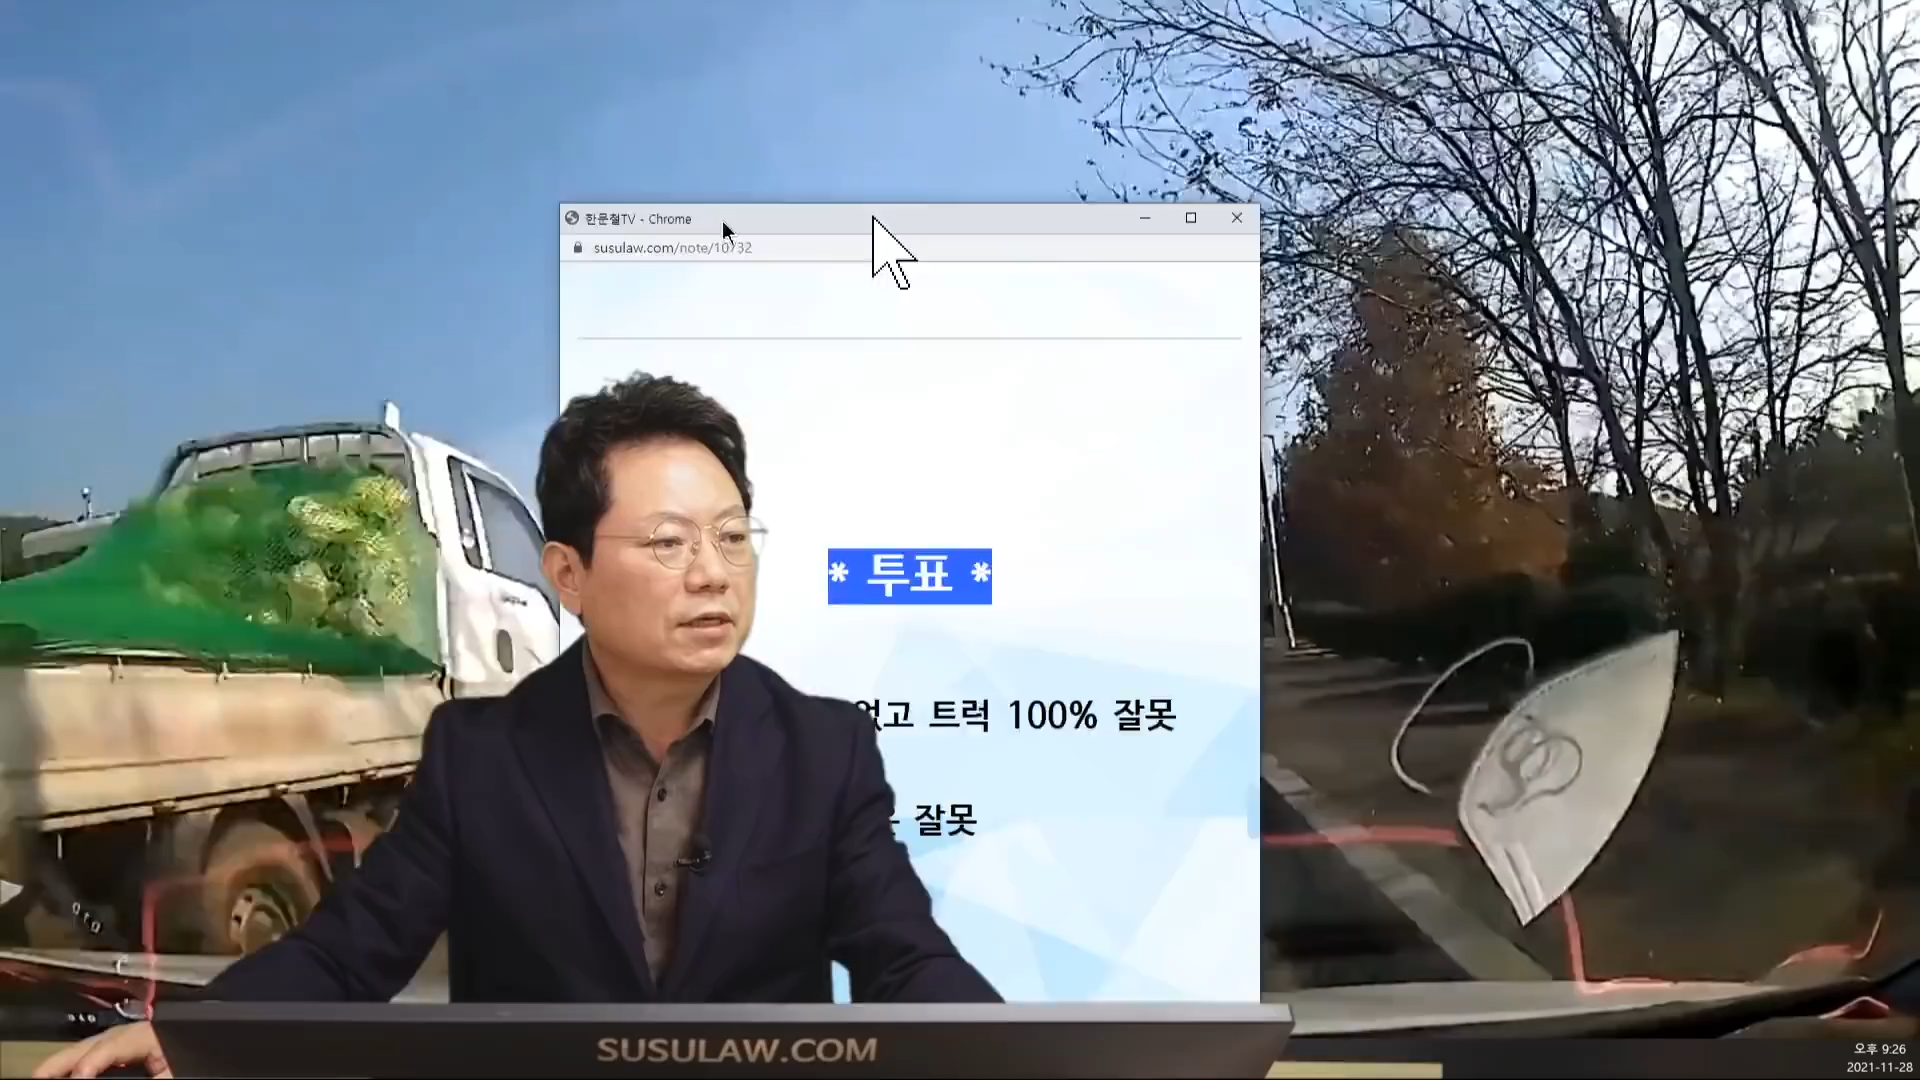 한문철TV - Chrome
susulaw.com/note/10732
* 투표 *
없고 트럭 100% 잘못
잘못
SUSULAW.COM
오후 9:26
2021-11-28